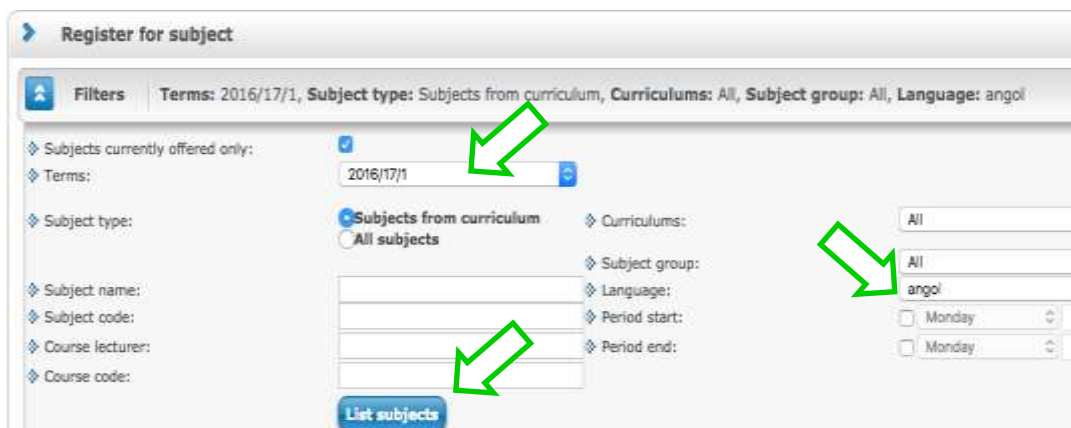 Register for subject
Filters Terms: 2016/17/1, Subject type: Subjects from curriculum, Curriculums: All, Subject group: All, Language: angol
Subjects currently offered only:
Terms: 2016/17/1
Subject type: Subjects from curriculum Curriculums: All
All subjects
Subject group: All
Subject name: Language: angol
Subject code: Period start: Monday
Course lecturer: Period end: Monday
Course code:
List subjects